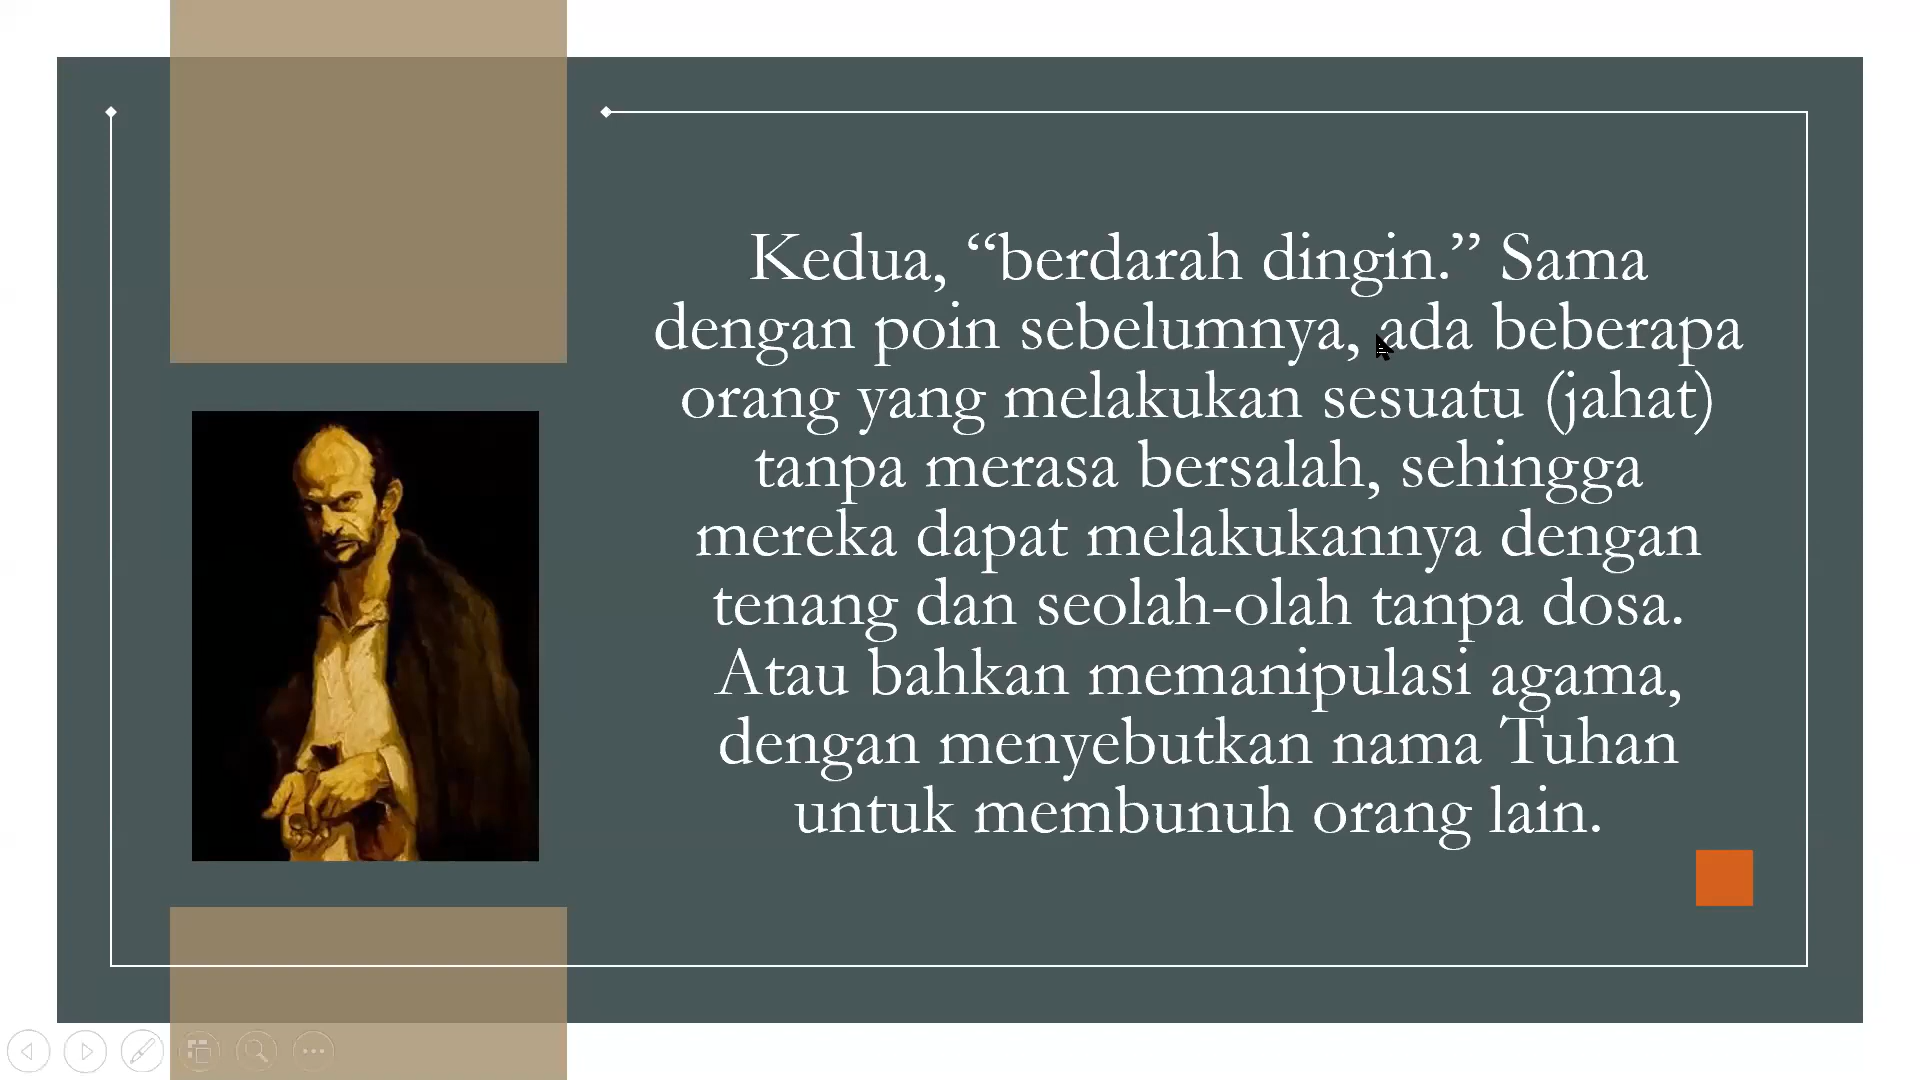 Kedua, “berdarah dingin.” Sama
dengan poin sebelumnya, ada beberapa
orang yang melakukan sesuatu (jahat)
tanpa merasa bersalah, sehingga
mereka dapat melakukannya dengan
tenang dan seolah-olah tanpa dosa.
Atau bahkan memanipulasi agama,
dengan menyebutkan nama Tuhan
untuk membunuh orang lain.